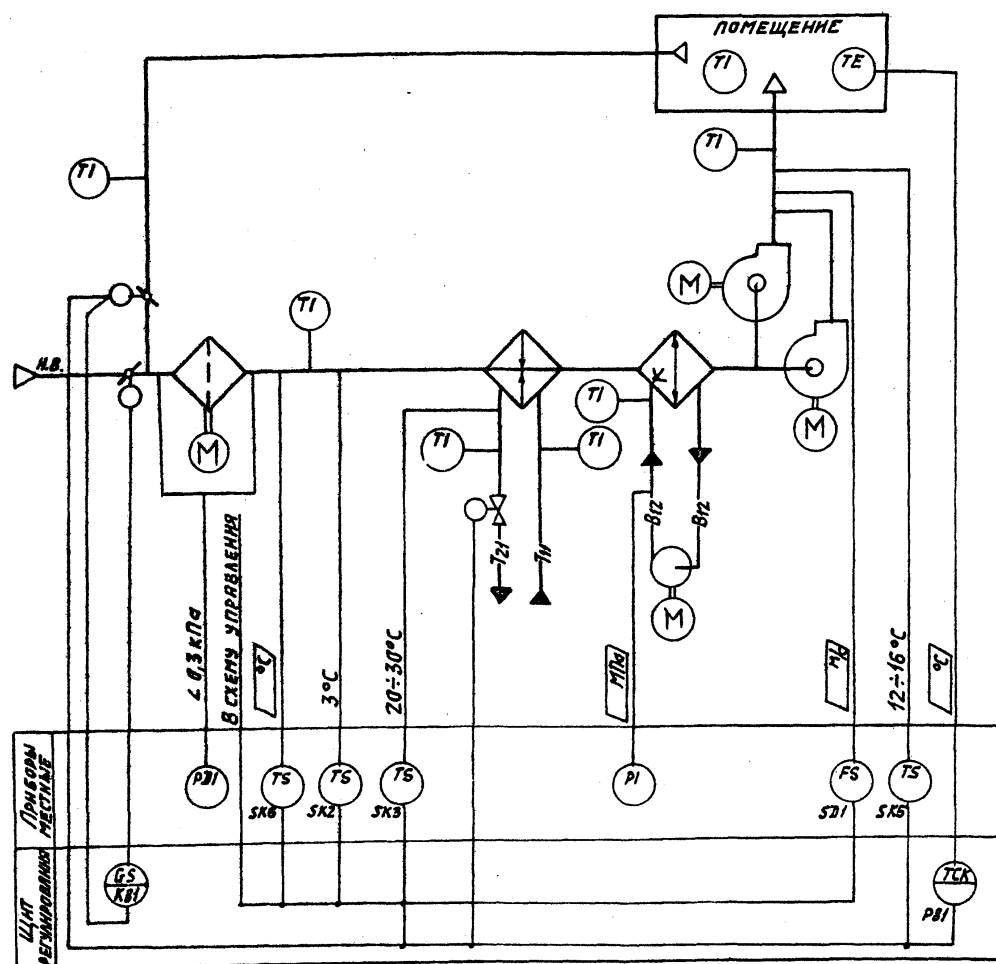 ПОМЕЩЕНИЕ
TI
TE
TI
TI
M
TI
Н.В.
TI
M
M
TI
TI
B12
B12
T21
T11
M
< 0,3 кПа
В СХЕМУ УПРАВЛЕНИЯ
°C
3°C
20÷30°C
МПа
12÷16°C
°C
ПРИБОРЫ МЕСТНЫЕ
PDI
TS
SK6
TS
SK2
TS
SK3
PI
FS
SD1
TS
SK5
ЩИТ РЕГУЛИРОВАНИЯ
GS
KB1
TCK
PB1